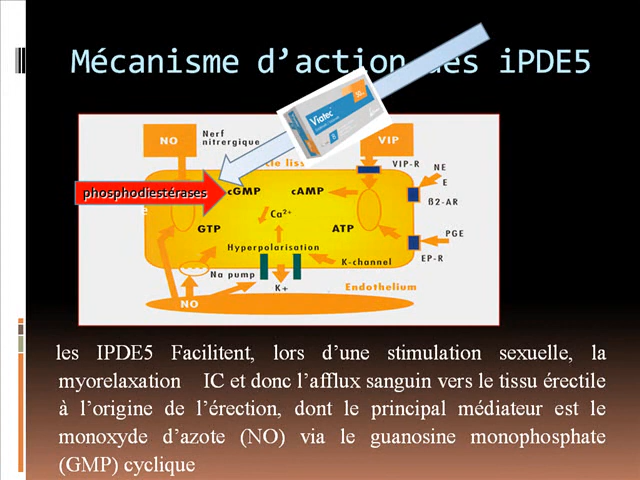 Mécanisme d'action des iPDE5
Viatec
NO
Nerf
nitrergique
VIP
VIP-R
NE
E
ß2-AR
phosphodiestérases
cGMP
cAMP
Ca²⁺
GTP
ATP
PGE
Hyperpolarisation
EP-R
Na pump
K-channel
K+
NO
Endothelium
les IPDE5 Facilitent, lors d'une stimulation sexuelle, la
myorelaxation IC et donc l'afflux sanguin vers le tissu érectile
à l'origine de l'érection, dont le principal médiateur est le
monoxyde d'azote (NO) via le guanosine monophosphate
(GMP) cyclique